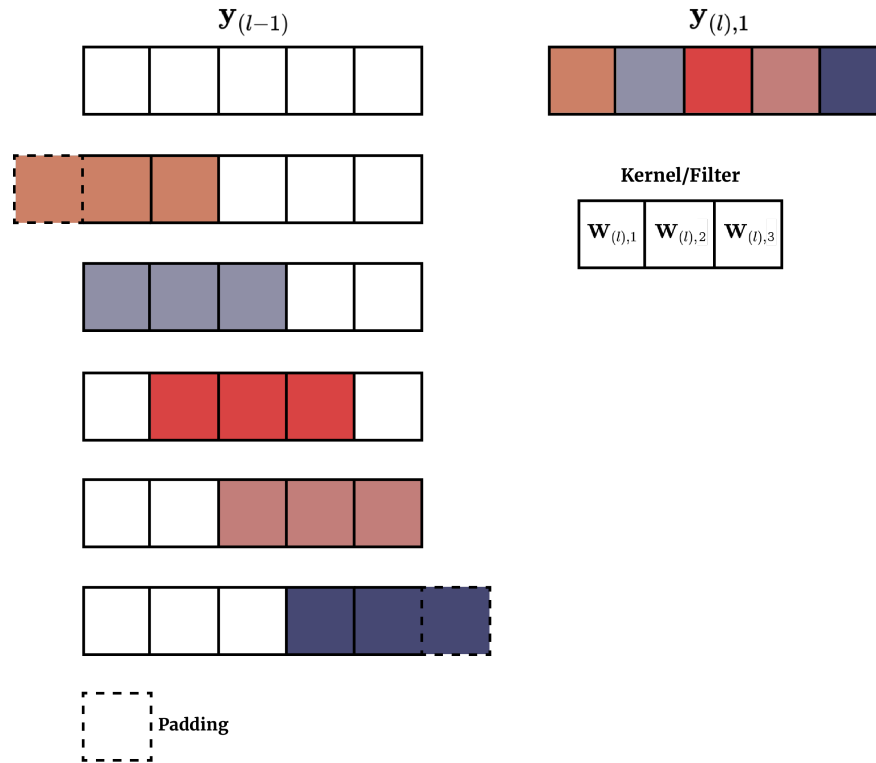 y(l−1)
y(l),1
Kernel/Filter
w(l),1 w(l),2 w(l),3
Padding